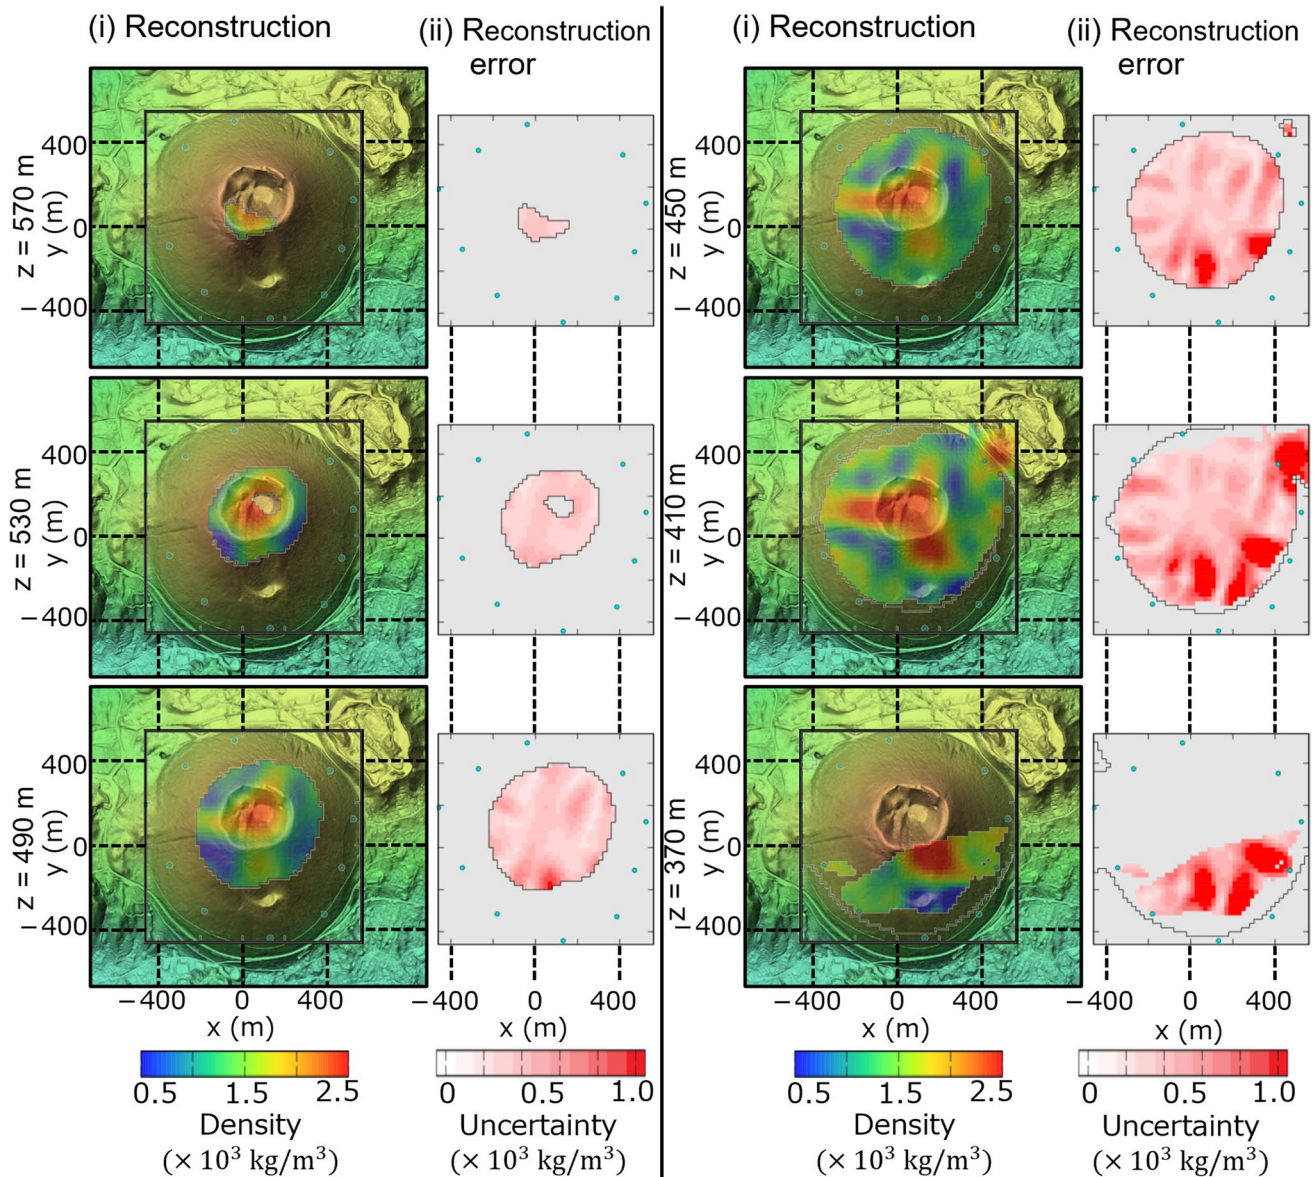 (i) Reconstruction
(ii) Reconstruction
error
(i) Reconstruction
(ii) Reconstruction
error
z = 570 m
y (m)
400
0
−400
z = 450 m
y (m)
400
0
−400
z = 530 m
y (m)
400
0
−400
z = 410 m
y (m)
400
0
−400
z = 490 m
y (m)
400
0
−400
z = 370 m
y (m)
400
0
−400
−400 0 400
x (m)
−400 0 400
x (m)
−400 0 400
x (m)
−400 0 400
x (m)
0.5 1.5 2.5
Density
(× 10³ kg/m³)
0 0.5 1.0
Uncertainty
(× 10³ kg/m³)
0.5 1.5 2.5
Density
(× 10³ kg/m³)
0 0.5 1.0
Uncertainty
(× 10³ kg/m³)